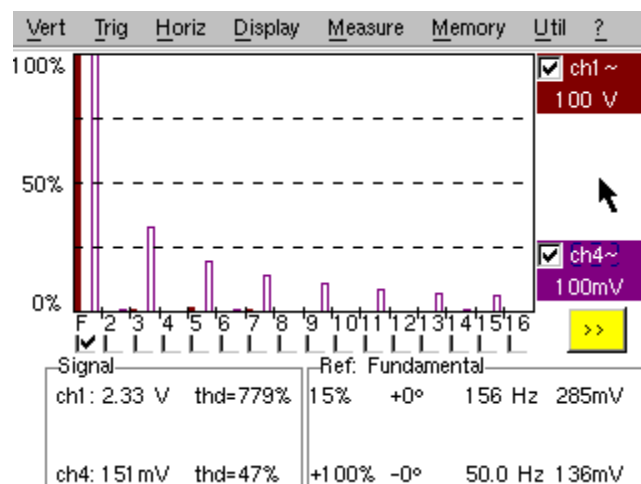 Vert Trig Horiz Display Measure Memory Util ?
100%
ch1~
100 V
50%
ch4~
100mV
0%
F 2 3 4 5 6 7 8 9 10 11 12 13 14 15 16
>>
Signal
Ref: Fundamental
ch1: 2.33 V thd=779% 15% +0° 156 Hz 285mV
ch4: 151mV thd=47% +100% -0° 50.0 Hz 136mV